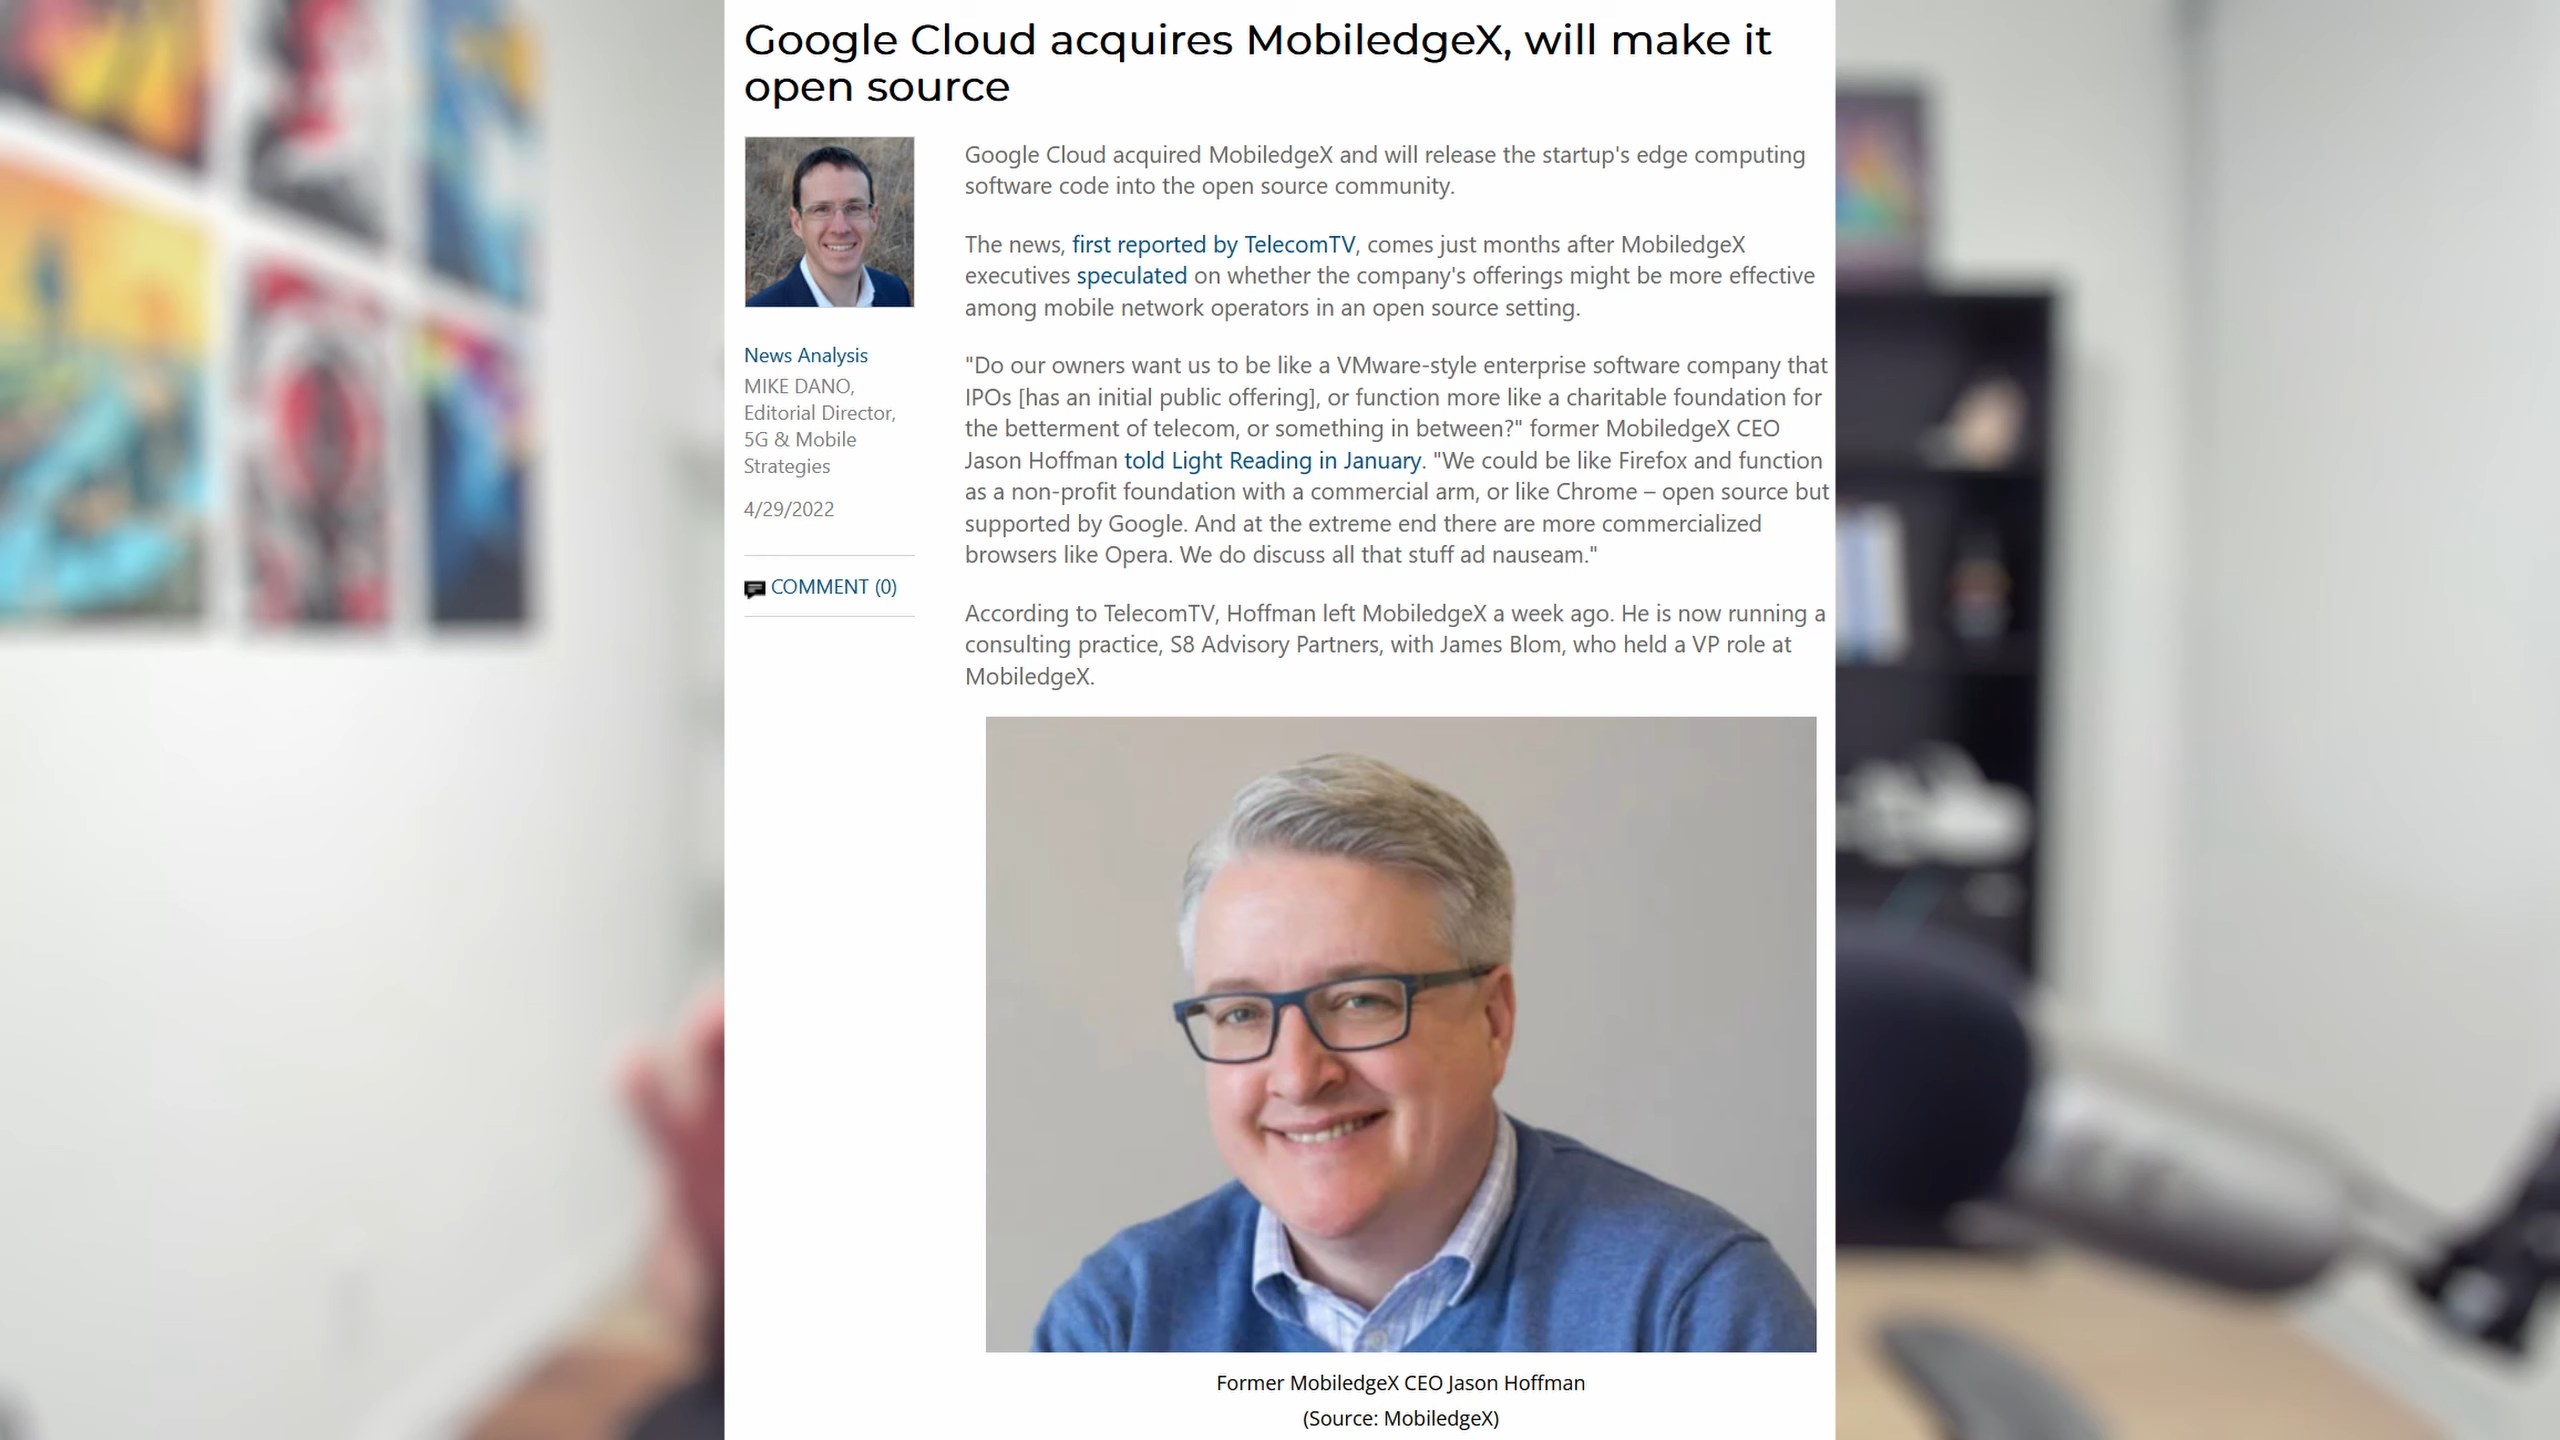 Google Cloud acquires MobiledgeX, will make it
open source
News Analysis
MIKE DANO,
Editorial Director,
5G & Mobile
Strategies
4/29/2022
COMMENT (0)
Google Cloud acquired MobiledgeX and will release the startup's edge computing
software code into the open source community.
The news, first reported by TelecomTV, comes just months after MobiledgeX
executives speculated on whether the company's offerings might be more effective
among mobile network operators in an open source setting.
"Do our owners want us to be like a VMware-style enterprise software company that
IPOs [has an initial public offering], or function more like a charitable foundation for
the betterment of telecom, or something in between?" former MobiledgeX CEO
Jason Hoffman told Light Reading in January. "We could be like Firefox and function
as a non-profit foundation with a commercial arm, or like Chrome – open source but
supported by Google. And at the extreme end there are more commercialized
browsers like Opera. We do discuss all that stuff ad nauseam."
According to TelecomTV, Hoffman left MobiledgeX a week ago. He is now running a
consulting practice, S8 Advisory Partners, with James Blom, who held a VP role at
MobiledgeX.
Former MobiledgeX CEO Jason Hoffman
(Source: MobiledgeX)